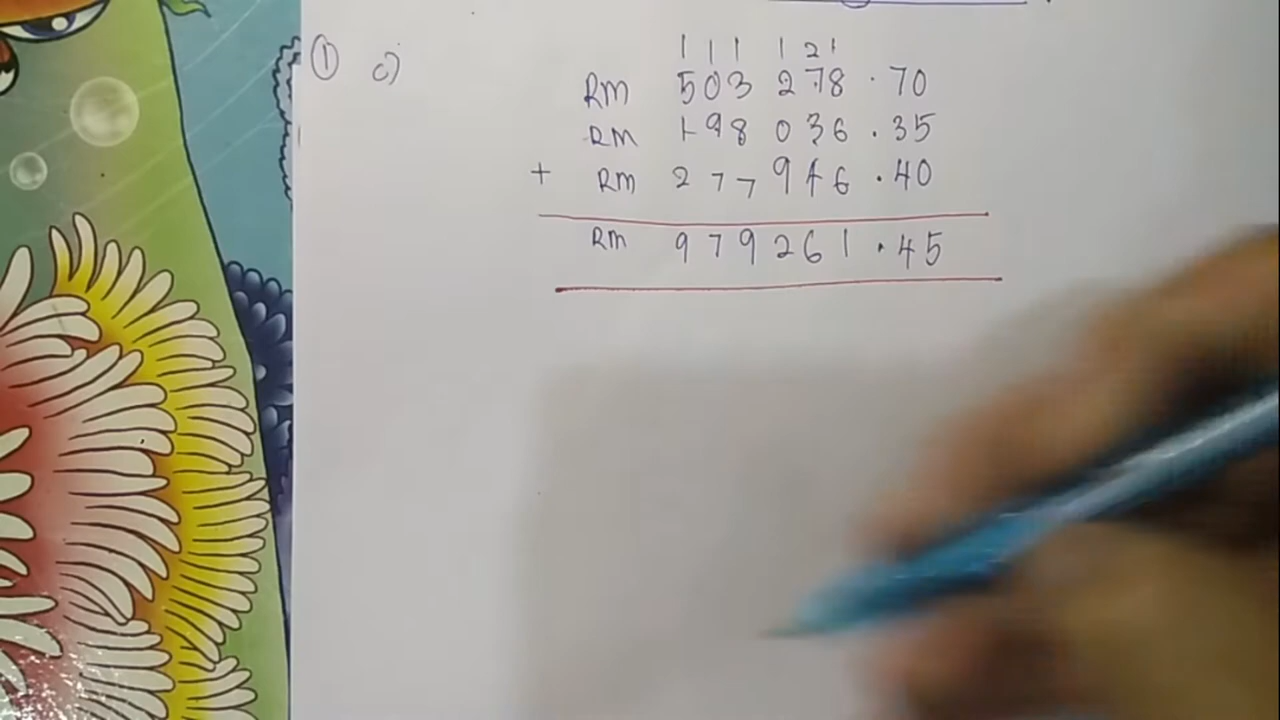 ① c)
1 1 1 1 2 1
RM 503 278 .70
RM 198 036 .35
+ RM 277 946 .40
RM 979 261 .45